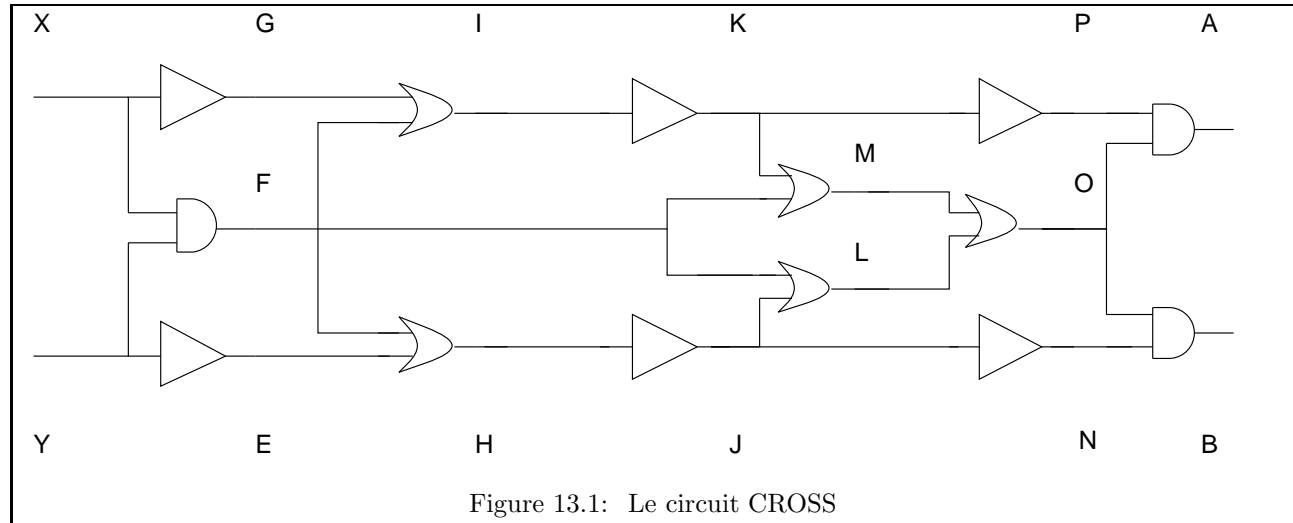 X G I K P A
M
F O
L
Y E H J N B
Figure 13.1: Le circuit CROSS